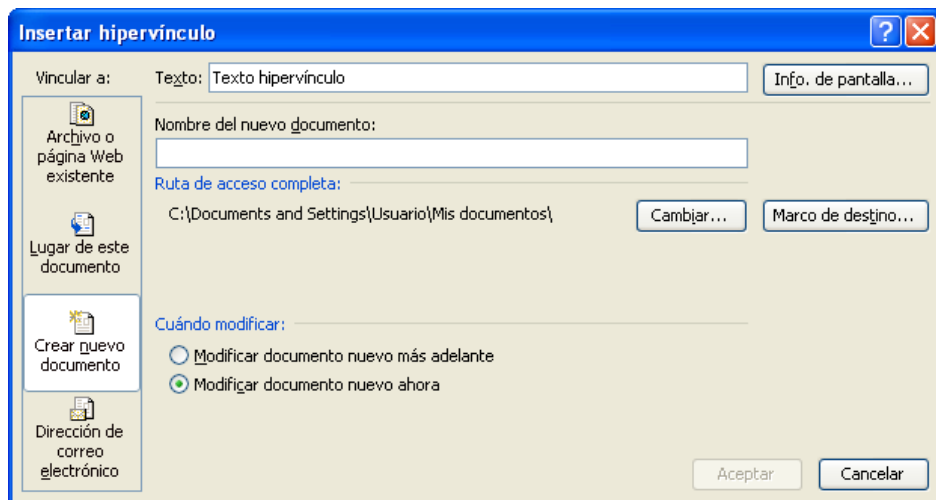 Insertar hipervínculo
Vincular a:
Texto: Texto hipervínculo
Info. de pantalla...
Archivo o
página Web
existente
Lugar de este
documento
Crear nuevo
documento
Dirección de
correo
electrónico
Nombre del nuevo documento:
Ruta de acceso completa:
C:\Documents and Settings\Usuario\Mis documentos\
Cambiar...
Marco de destino...
Cuándo modificar:
Modificar documento nuevo más adelante
Modificar documento nuevo ahora
Aceptar
Cancelar